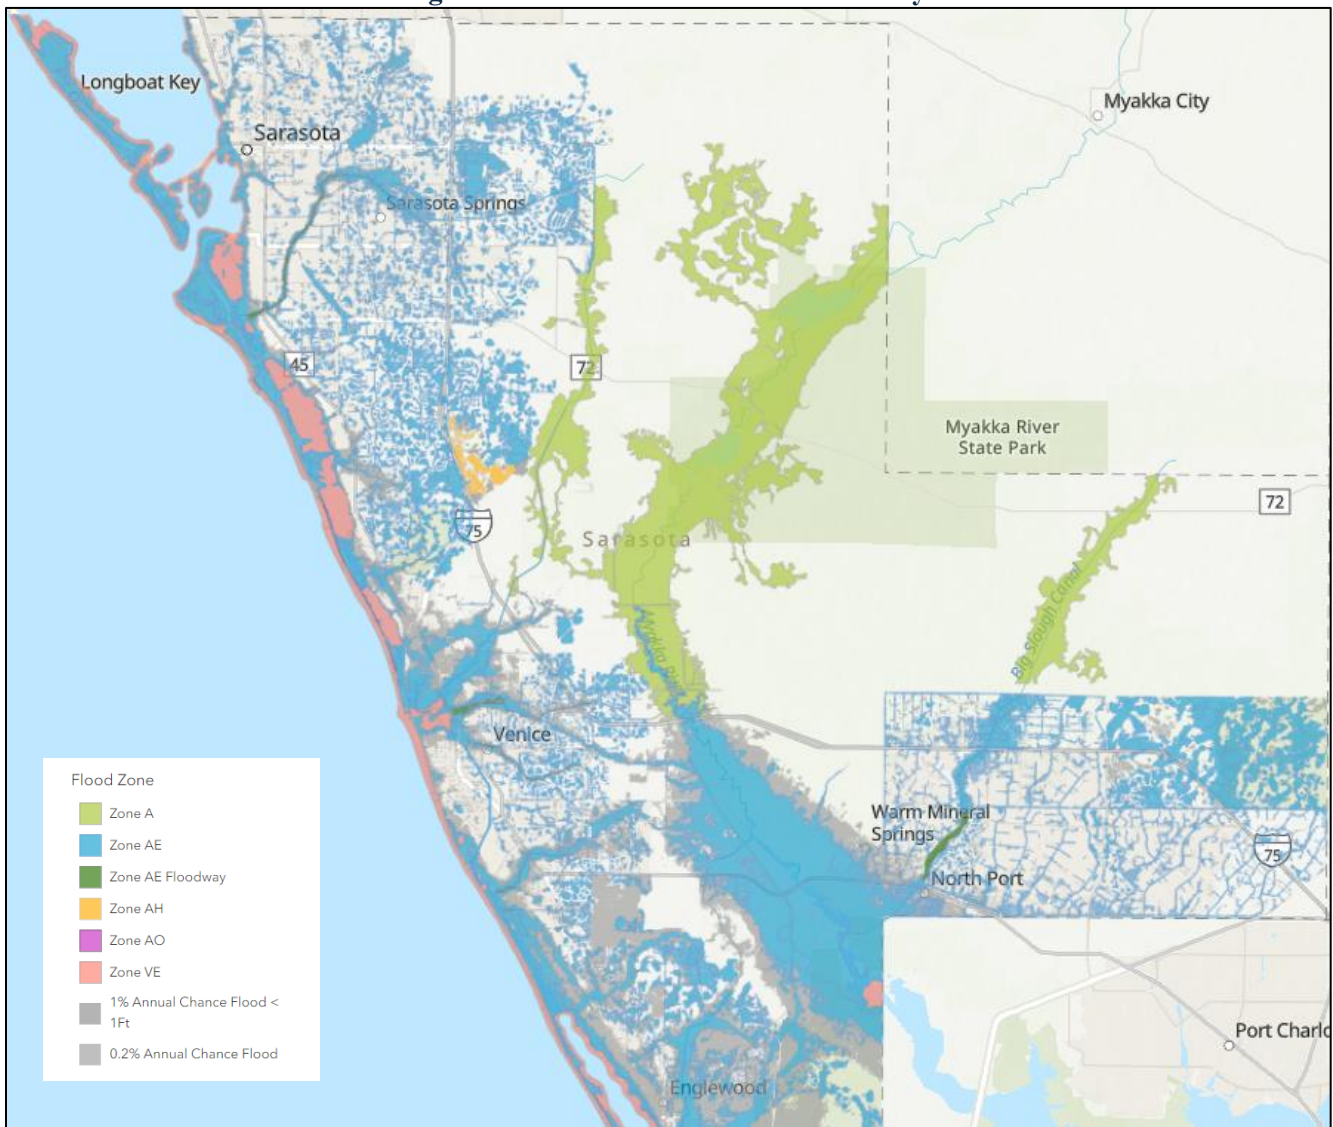 Longboat Key
Myakka City
Sarasota
Sarasota Springs
45
72
Myakka River
State Park
72
75
Sarasota
Big Slough Canal
Myakka
Venice
Flood Zone
Zone A
Zone AE
Zone AE Floodway
Zone AH
Zone AO
Zone VE
1% Annual Chance Flood <
1Ft
0.2% Annual Chance Flood
Warm Mineral
Springs
75
North Port
Port Charlo
Englewood